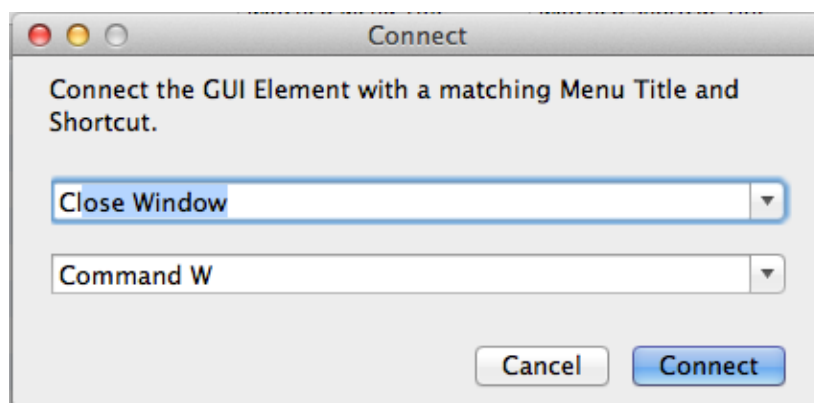 Connect
Connect the GUI Element with a matching Menu Title and
Shortcut.
Close Window
Command W
Cancel
Connect